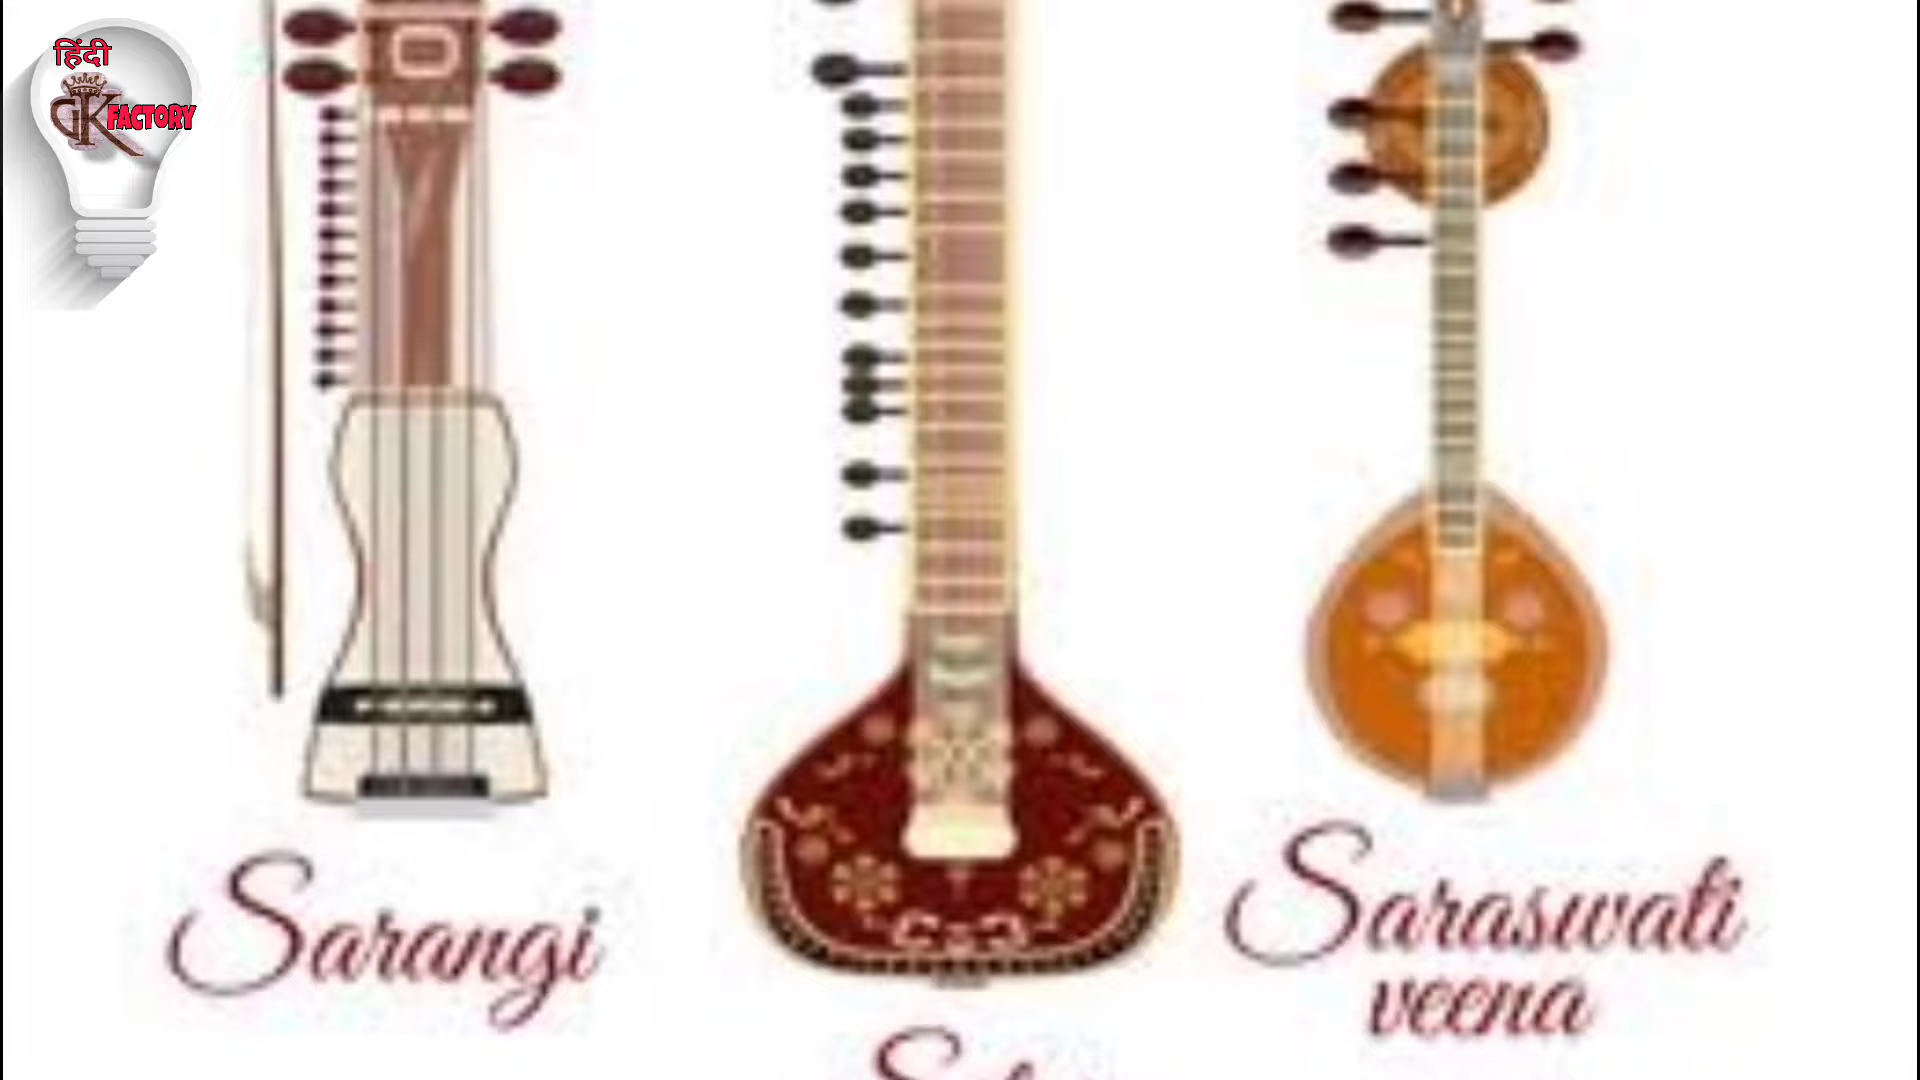 हिंदी
GK FACTORY
Sarangi
Saraswati
veena